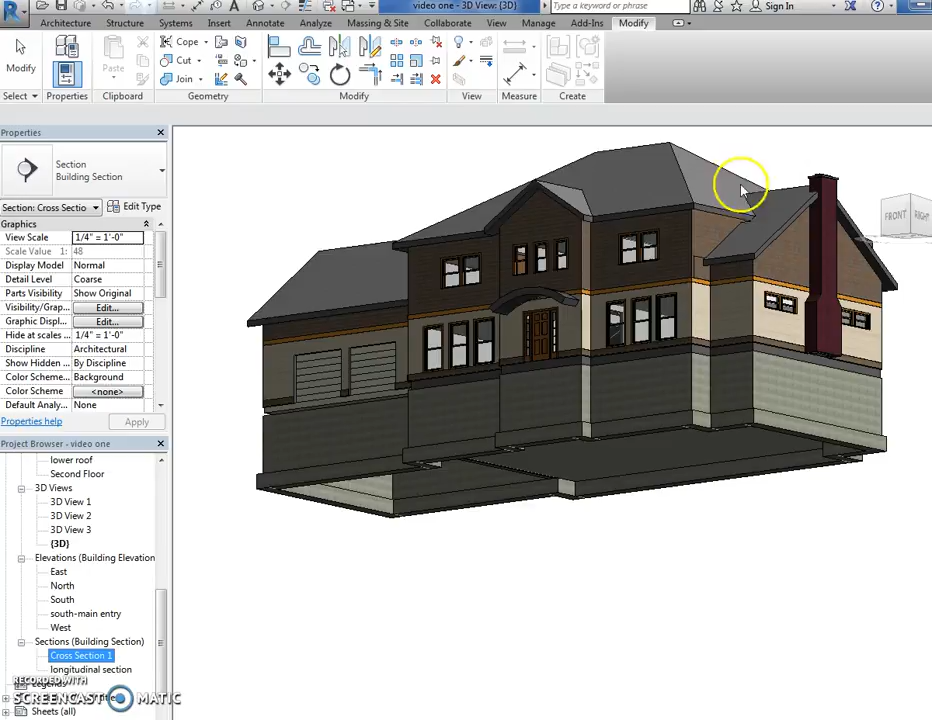 video one - 3D View: {3D}
Type a keyword or phrase
Sign In
Architecture Structure Systems Insert Annotate Analyze Massing & Site Collaborate View Manage Add-Ins Modify
Modify
Properties
Paste
Cope
Cut
Join
Select Properties Clipboard Geometry Modify View Measure Create
Properties
Section
Building Section
Section: Cross Sectio Edit Type
Graphics
View Scale 1/4" = 1'-0"
Scale Value 1: 48
Display Model Normal
Detail Level Coarse
Parts Visibility Show Original
Visibility/Grap... Edit...
Graphic Displ... Edit...
Hide at scales ... 1/4" = 1'-0"
Discipline Architectural
Show Hidden ... By Discipline
Color Scheme... Background
Color Scheme <none>
Default Analy... None
Properties help Apply
Project Browser - video one
lower roof
Second Floor
3D Views
3D View 1
3D View 2
3D View 3
{3D}
Elevations (Building Elevation
East
North
South
south-main entry
West
Sections (Building Section)
Cross Section 1
longitudinal section
Legends
RECORDED WITH
SCREENCAST MATIC
Sheets (all)
FRONT
RIGHT